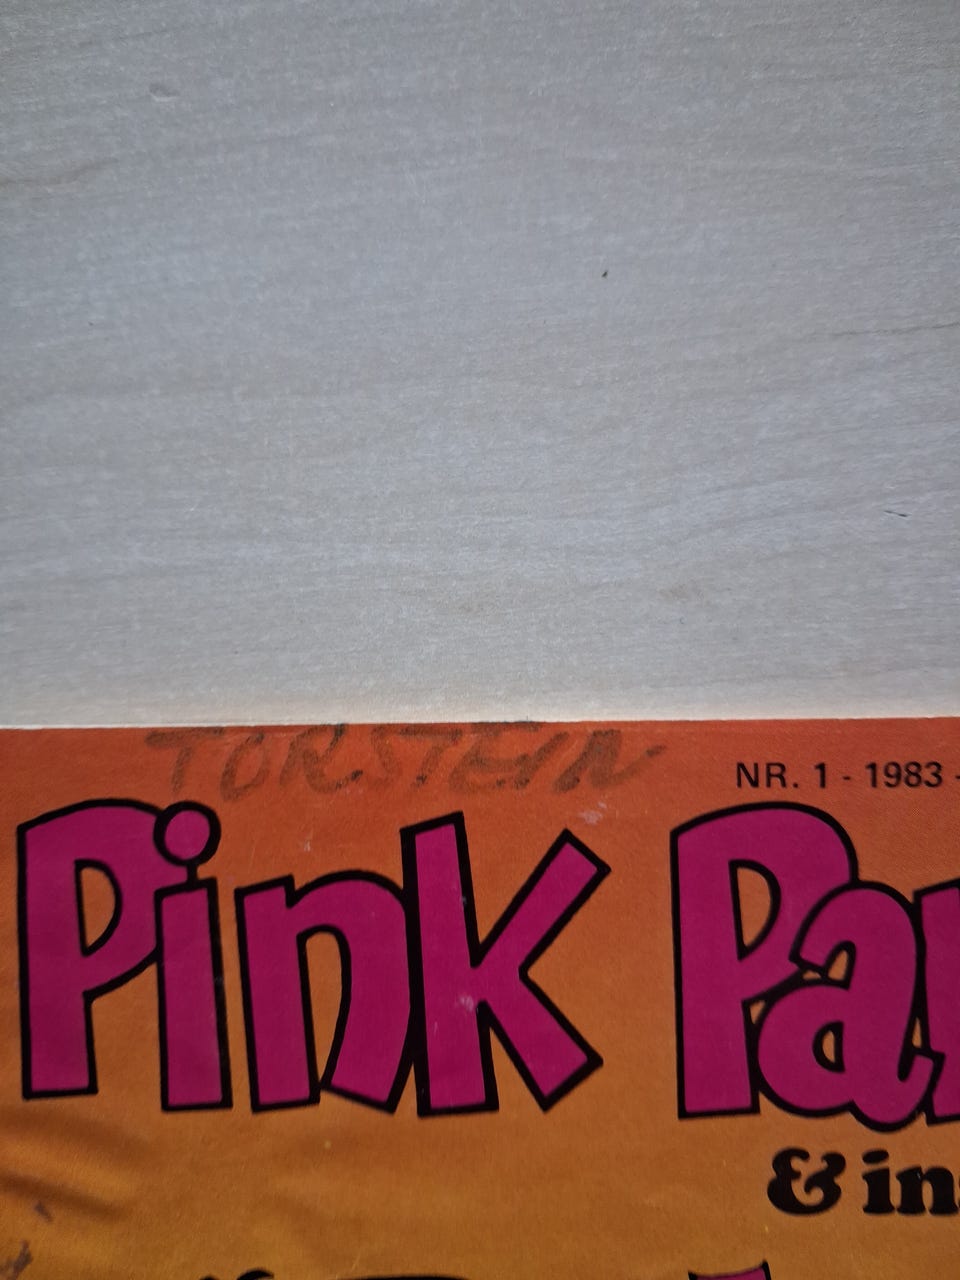 TORSTEIN
NR. 1 - 1983 -
Pink Pa
& in